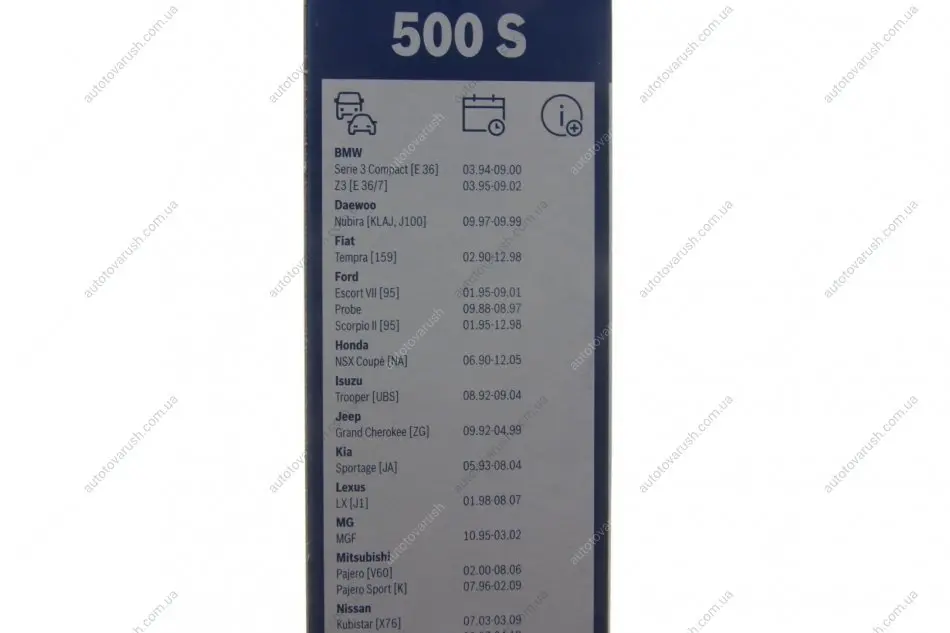 500 S
BMW
Serie 3 Compact [E 36] 03.94-09.00
Z3 [E 36/7] 03.95-09.02
Daewoo
Nubira [KLAJ, J100] 09.97-09.99
Fiat
Tempra [159] 02.90-12.98
Ford
Escort VII [95] 01.95-09.01
Probe 09.88-08.97
Scorpio II [95] 01.95-12.98
Honda
NSX Coupè [NA] 06.90-12.05
Isuzu
Trooper [UBS] 08.92-09.04
Jeep
Grand Cherokee [ZG] 09.92-04.99
Kia
Sportage [JA] 05.93-08.04
Lexus
LX [J1] 01.98-08.07
MG
MGF 10.95-03.02
Mitsubishi
Pajero [V60] 02.00-08.06
Pajero Sport [K] 07.96-02.09
Nissan
Kubistar [X76] 07.03-03.09
autotovarush.com.ua